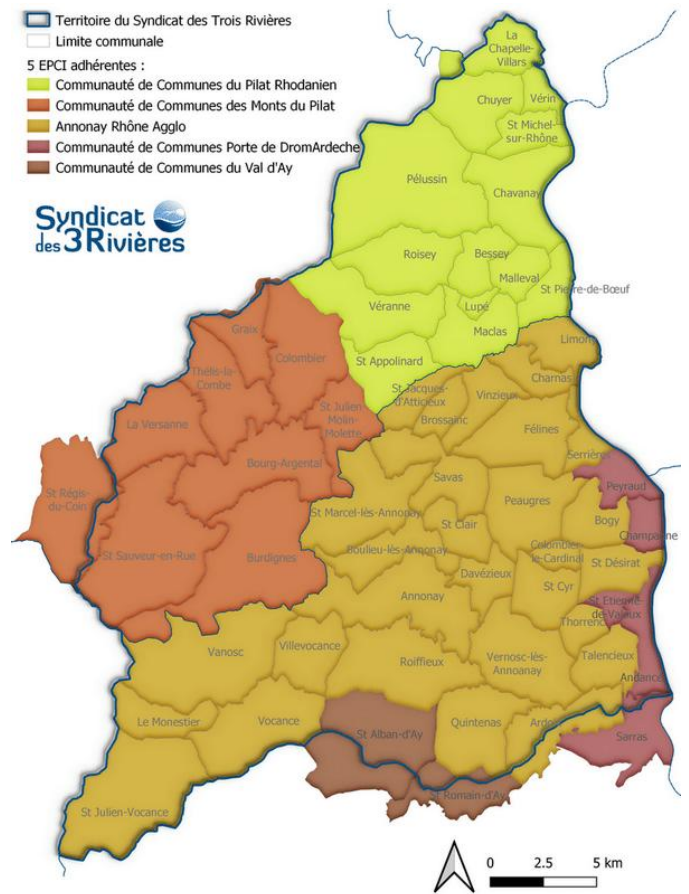 Territoire du Syndicat des Trois Rivières
Limite communale
5 EPCI adhérentes :
Communauté de Communes du Pilat Rhodanien
Communauté de Communes des Monts du Pilat
Annonay Rhône Agglo
Communauté de Communes Porte de DromArdeche
Communauté de Communes du Val d'Ay
Syndicat
des 3 Rivières
La
Chapelle-
Villars
Chuyer
Vérin
St Michel-
sur-Rhône
Pélussin
Chavanay
Roisey
Bessey
Malleval
St Pierre-de-Bœuf
Véranne
Lupé
Maclas
St Appolinard
Limony
Graix
Colombier
Thélis-la-
Combe
St Jacques-
d'Atticieux
Vinzieux
Charnas
Brossainc
Félines
St Julien
Molin-
Molette
La Versanne
Bourg-Argental
Serrières
Peyraud
St Régis-
du-Coin
Savas
Peaugres
Bogy
Champagne
St Marcel-lès-Annonay
St Clair
Colombier-
le-Cardinal
St Sauveur-en-Rue
Burdignes
Boulieu-lès-Annonay
Davézieux
St Cyr
St Désirat
Annonay
St Etienne-
de-Valoux
Thorrenc
Vanosc
Villevocance
Roiffieux
Vernosc-lès-
Annoanay
Talencieux
Andance
Le Monestier
Vocance
St Alban-d'Ay
Quintenas
Sarras
St Julien-Vocance
St Romain-d'Ay
0 2.5 5 km